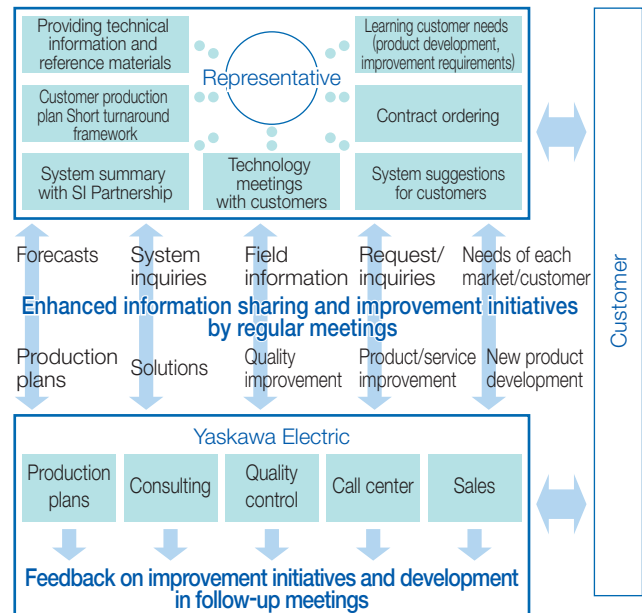 Providing technical
information and
reference materials
Learning customer needs
(product development,
improvement requirements)
Representative
Customer production
plan Short turnaround
framework
Contract ordering
System summary
with SI Partnership
Technology
meetings
with customers
System suggestions
for customers
Customer
Forecasts
System
inquiries
Field
information
Request/
inquiries
Needs of each
market/customer
Enhanced information sharing and improvement initiatives
by regular meetings
Production
plans
Solutions
Quality
improvement
Product/service
improvement
New product
development
Yaskawa Electric
Production
plans
Consulting
Quality
control
Call center
Sales
Feedback on improvement initiatives and development
in follow-up meetings